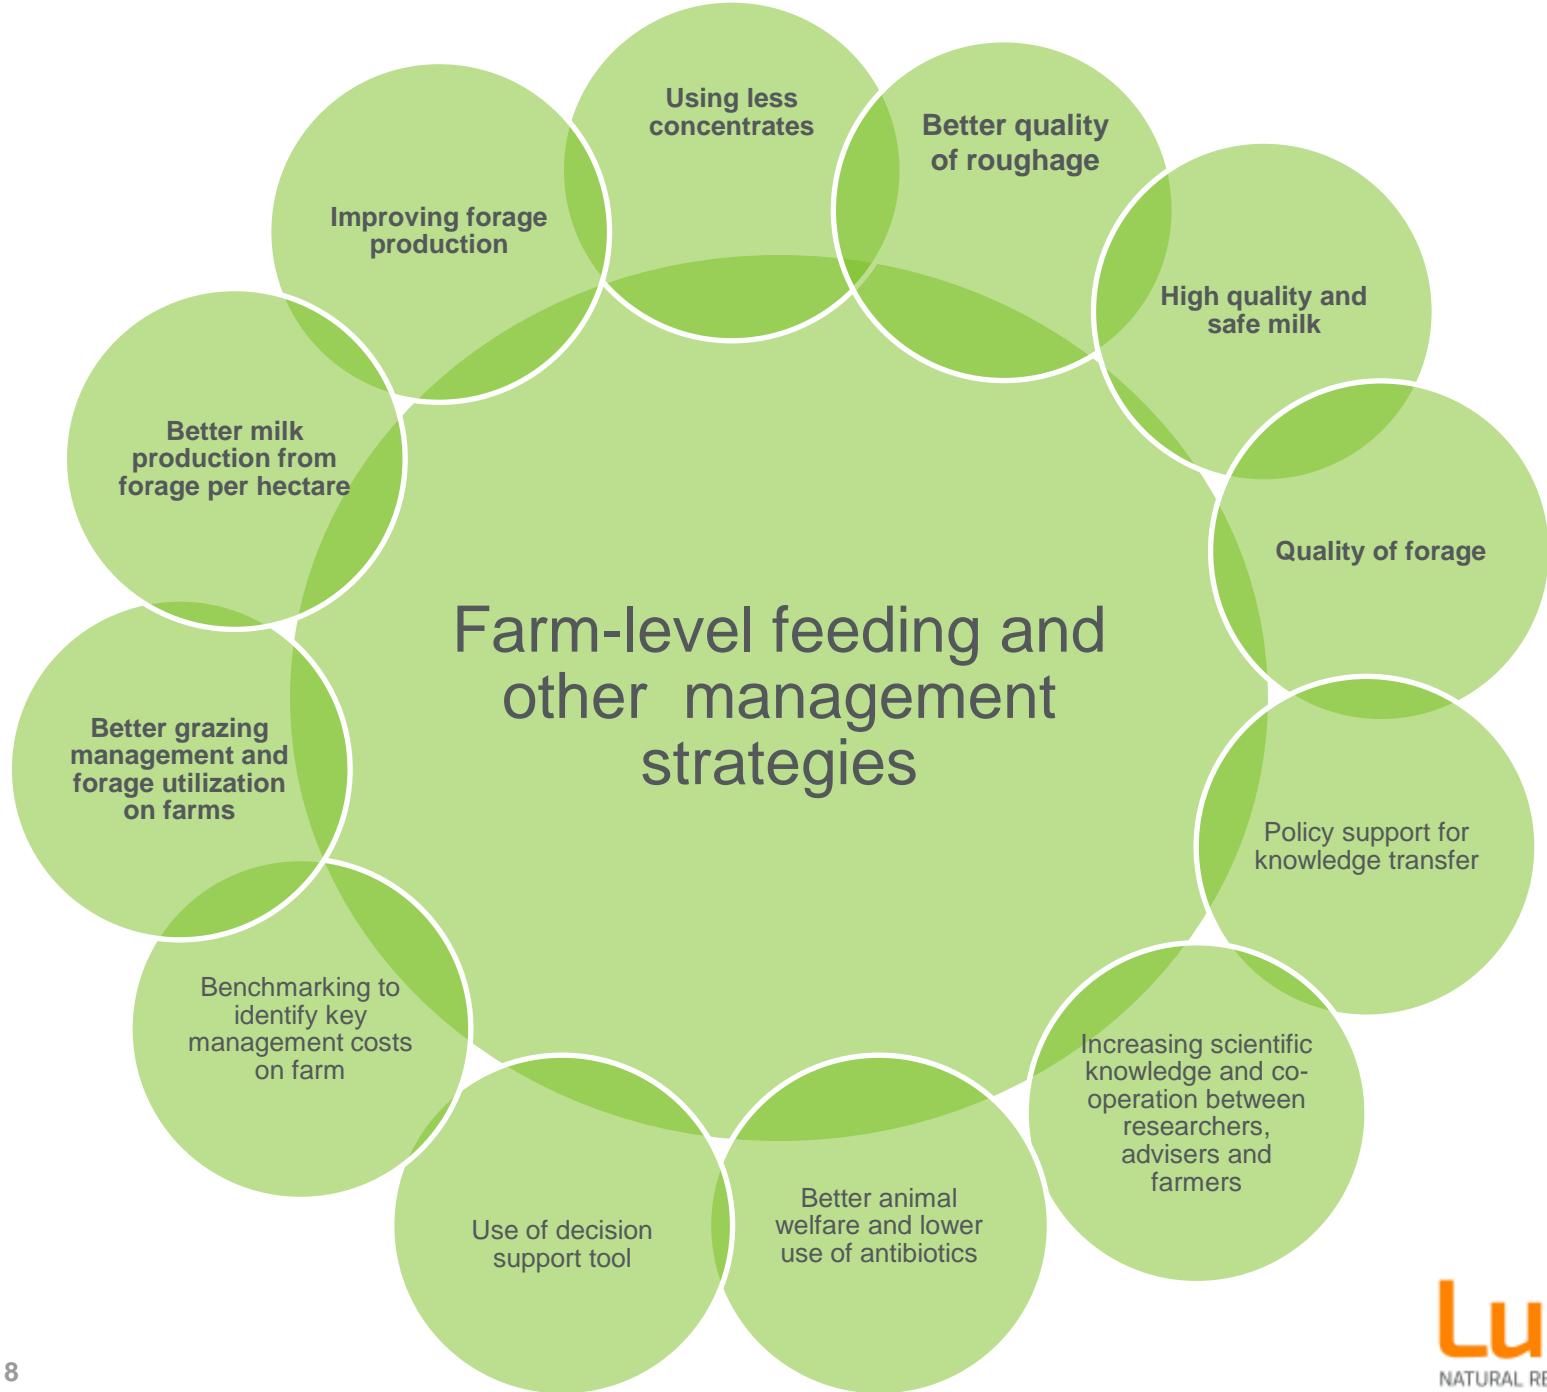 Using less
concentrates
Better quality
of roughage
High quality and
safe milk
Quality of forage
Policy support for
knowledge transfer
Increasing scientific
knowledge and co-
operation between
researchers,
advisers and
farmers
Better animal
welfare and lower
use of antibiotics
Use of decision
support tool
Benchmarking to
identify key
management costs
on farm
Better grazing
management and
forage utilization
on farms
Better milk
production from
forage per hectare
Improving forage
production
Farm-level feeding and
other management
strategies
8
Lu
NATURAL RE